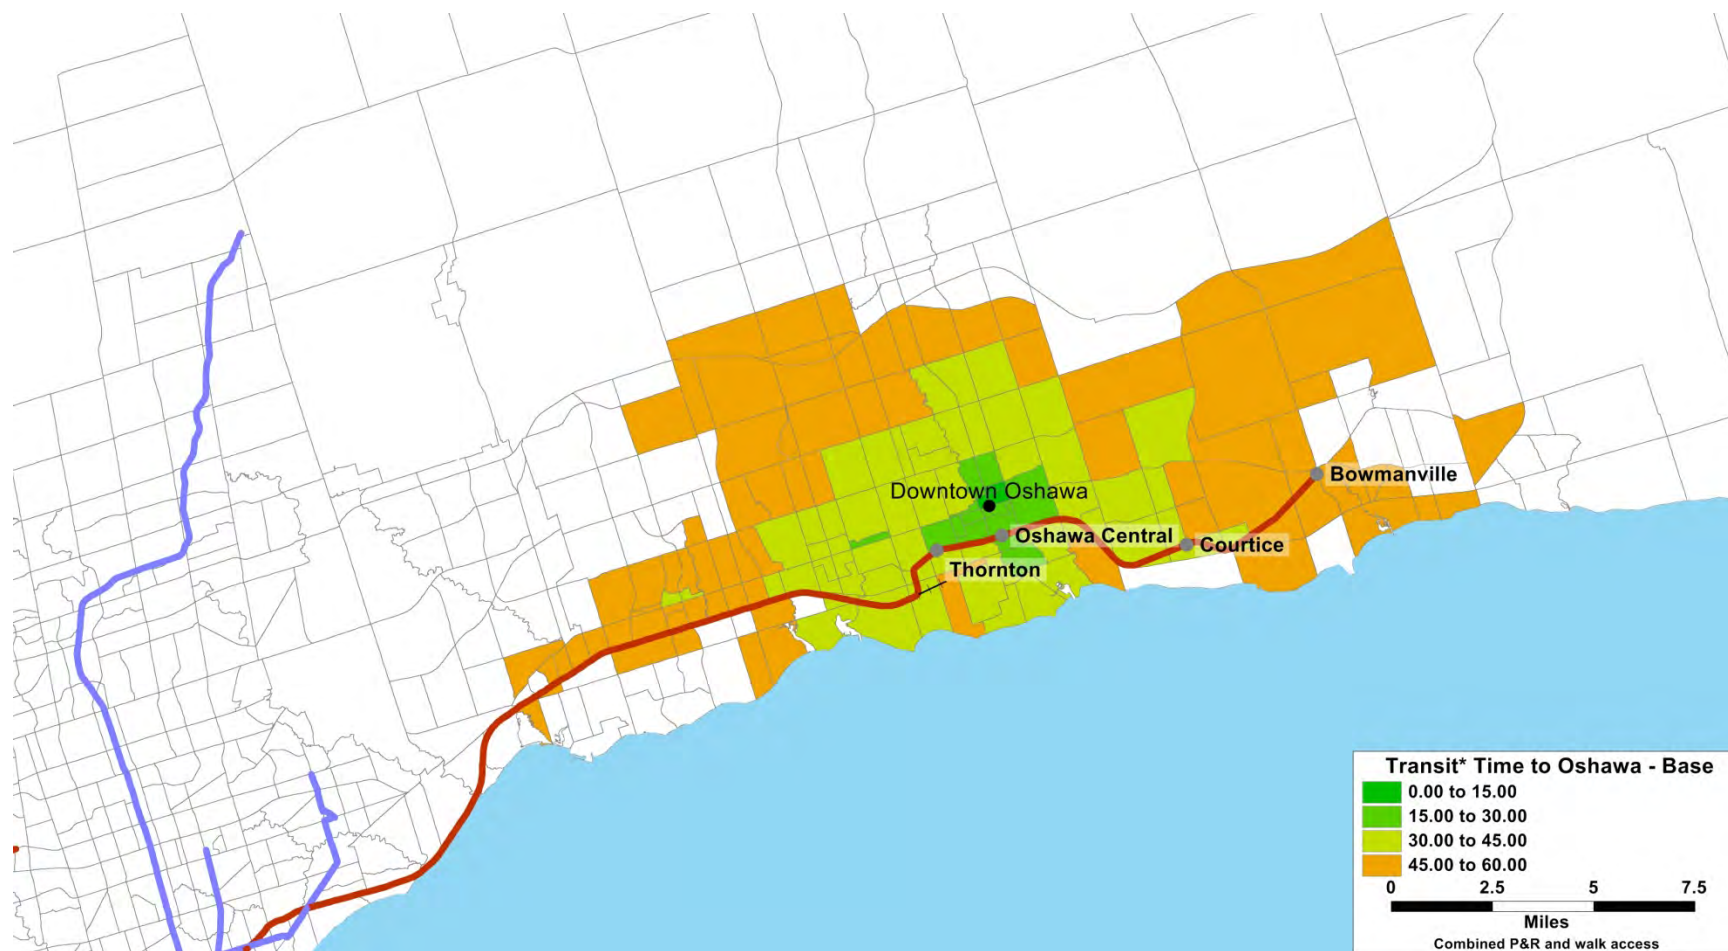 Downtown Oshawa
Bowmanville
Oshawa Central
Courtice
Thornton
Transit* Time to Oshawa - Base
0.00 to 15.00
15.00 to 30.00
30.00 to 45.00
45.00 to 60.00
0 2.5 5 7.5
Miles
Combined P&R and walk access